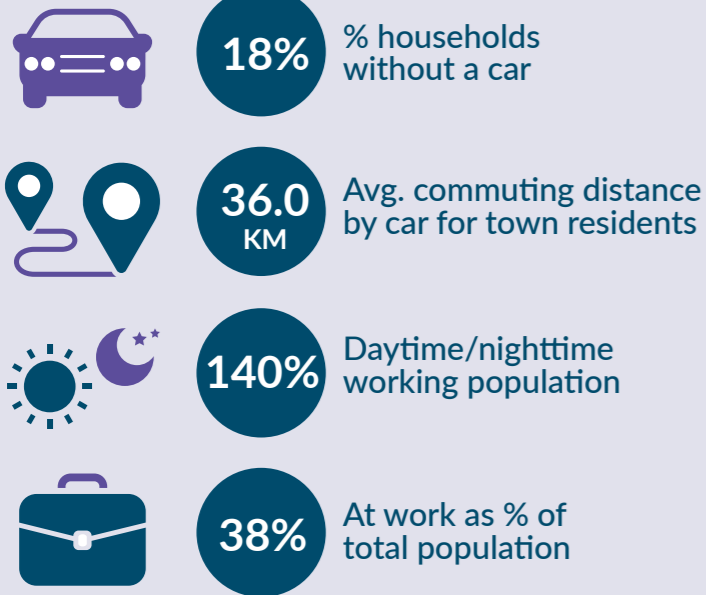 18%
% households
without a car
36.0
KM
Avg. commuting distance
by car for town residents
140%
Daytime/nighttime
working population
38%
At work as % of
total population